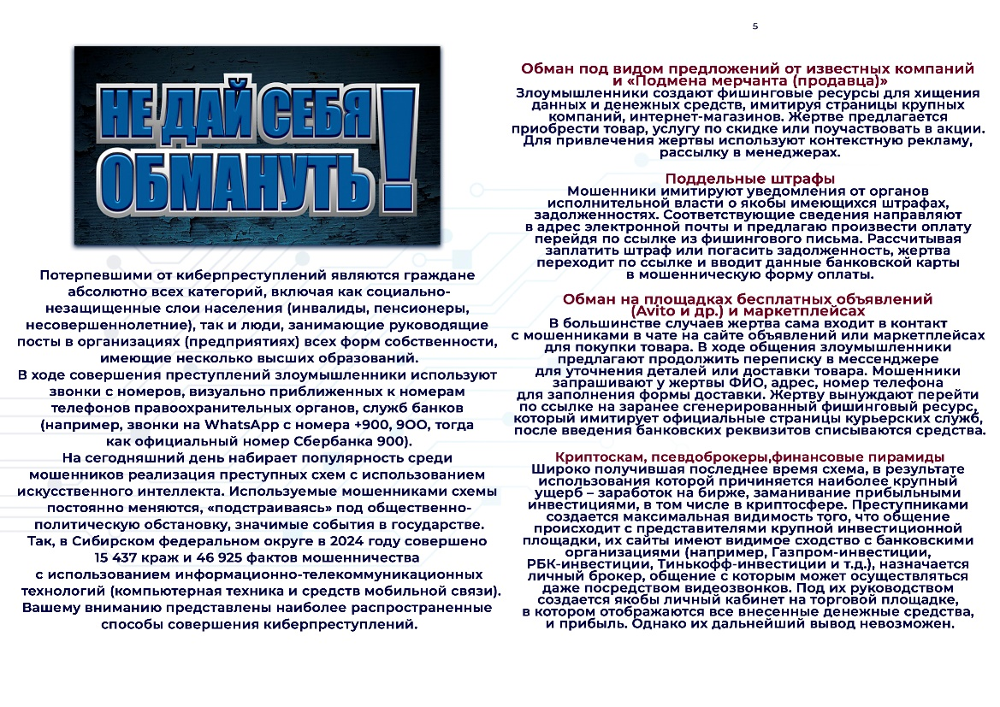 НЕ ДАЙ СЕБЯ
ОБМАНУТЬ!
Потерпевшими от киберпреступлений являются граждане
абсолютно всех категорий, включая как социально-
незащищенные слои населения (инвалиды, пенсионеры,
несовершеннолетние), так и люди, занимающие руководящие
посты в организациях (предприятиях) всех форм собственности,
имеющие несколько высших образований.
В ходе совершения преступлений злоумышленники используют
звонки с номеров, визуально приближенных к номерам
телефонов правоохранительных органов, служб банков
(например, звонки на WhatsApp с номера +900, 9OO, тогда
как официальный номер Сбербанка 900).
На сегодняшний день набирает популярность среди
мошенников реализация преступных схем с использованием
искусственного интеллекта. Используемые мошенниками схемы
постоянно меняются, «подстраиваясь» под общественно-
политическую обстановку, значимые события в государстве.
Так, в Сибирском федеральном округе в 2024 году совершено
15 437 краж и 46 925 фактов мошенничества
с использованием информационно-телекоммуникационных
технологий (компьютерная техника и средств мобильной связи).
Вашему вниманию представлены наиболее распространенные
способы совершения киберпреступлений.
5
Обман под видом предложений от известных компаний
и «Подмена мерчанта (продавца)»
Злоумышленники создают фишинговые ресурсы для хищения
данных и денежных средств, имитируя страницы крупных
компаний, интернет-магазинов. Жертве предлагается
приобрести товар, услугу по скидке или поучаствовать в акции.
Для привлечения жертвы используют контекстную рекламу,
рассылку в менеджерах.
Поддельные штрафы
Мошенники имитируют уведомления от органов
исполнительной власти о якобы имеющихся штрафах,
задолженностях. Соответствующие сведения направляют
в адрес электронной почты и предлагаю произвести оплату
перейдя по ссылке из фишингового письма. Рассчитывая
заплатить штраф или погасить задолженность, жертва
переходит по ссылке и вводит данные банковской карты
в мошенническую форму оплаты.
Обман на площадках бесплатных объявлений
(Avito и др.) и маркетплейсах
В большинстве случаев жертва сама входит в контакт
с мошенниками в чате на сайте объявлений или маркетплейсах
для покупки товара. В ходе общения злоумышленники
предлагают продолжить переписку в мессенджере
для уточнения деталей или доставки товара. Мошенники
запрашивают у жертвы ФИО, адрес, номер телефона
для заполнения формы доставки. Жертву вынуждают перейти
по ссылке на заранее сгенерированный фишинговый ресурс,
который имитирует официальные страницы курьерских служб,
после введения банковских реквизитов списываются средства.
Криптоскам, псевдоброкеры,финансовые пирамиды
Широко получившая последнее время схема, в результате
использования которой причиняется наиболее крупный
ущерб – заработок на бирже, заманивание прибыльными
инвестициями, в том числе в криптосфере. Преступниками
создается максимальная видимость того, что общение
происходит с представителями крупной инвестиционной
площадки, их сайты имеют видимое сходство с банковскими
организациями (например, Газпром-инвестиции,
РБК-инвестиции, Тинькофф-инвестиции и т.д.), назначается
личный брокер, общение с которым может осуществляться
даже посредством видеозвонков. Под их руководством
создается якобы личный кабинет на торговой площадке,
в котором отображаются все внесенные денежные средства,
и прибыль. Однако их дальнейший вывод невозможен.